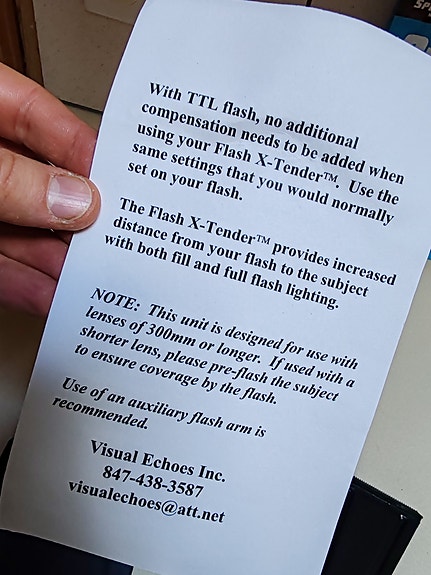 With TTL flash, no additional
compensation needs to be added when
using your Flash X-Tender™. Use the
same settings that you would normally
set on your flash.
The Flash X-Tender™ provides increased
distance from your flash to the subject
with both fill and full flash lighting.
NOTE: This unit is designed for use with
lenses of 300mm or longer. If used with a
shorter lens, please pre-flash the subject
to ensure coverage by the flash.
Use of an auxiliary flash arm is
recommended.
Visual Echoes Inc.
847-438-3587
visualechoes@att.net